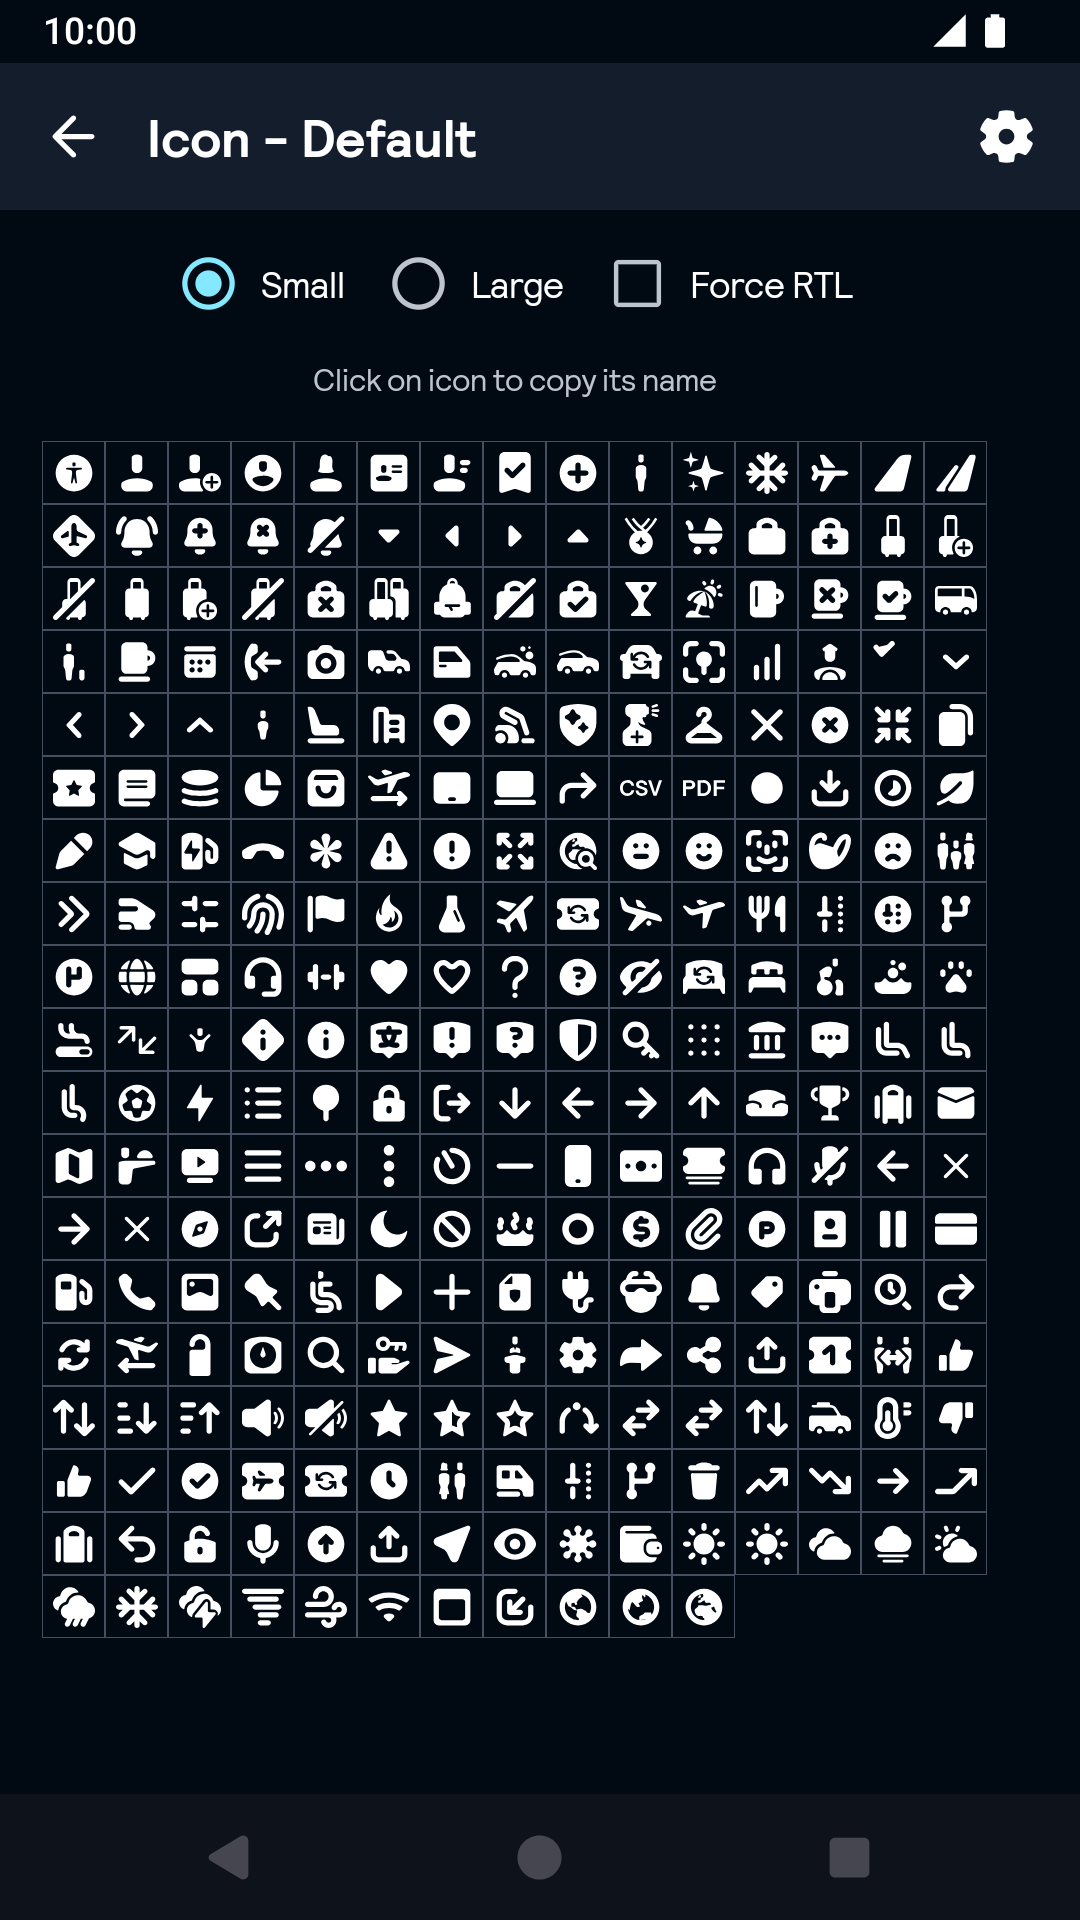 10:00
Icon - Default
Small
Large
Force RTL
Click on icon to copy its name
CSV
PDF